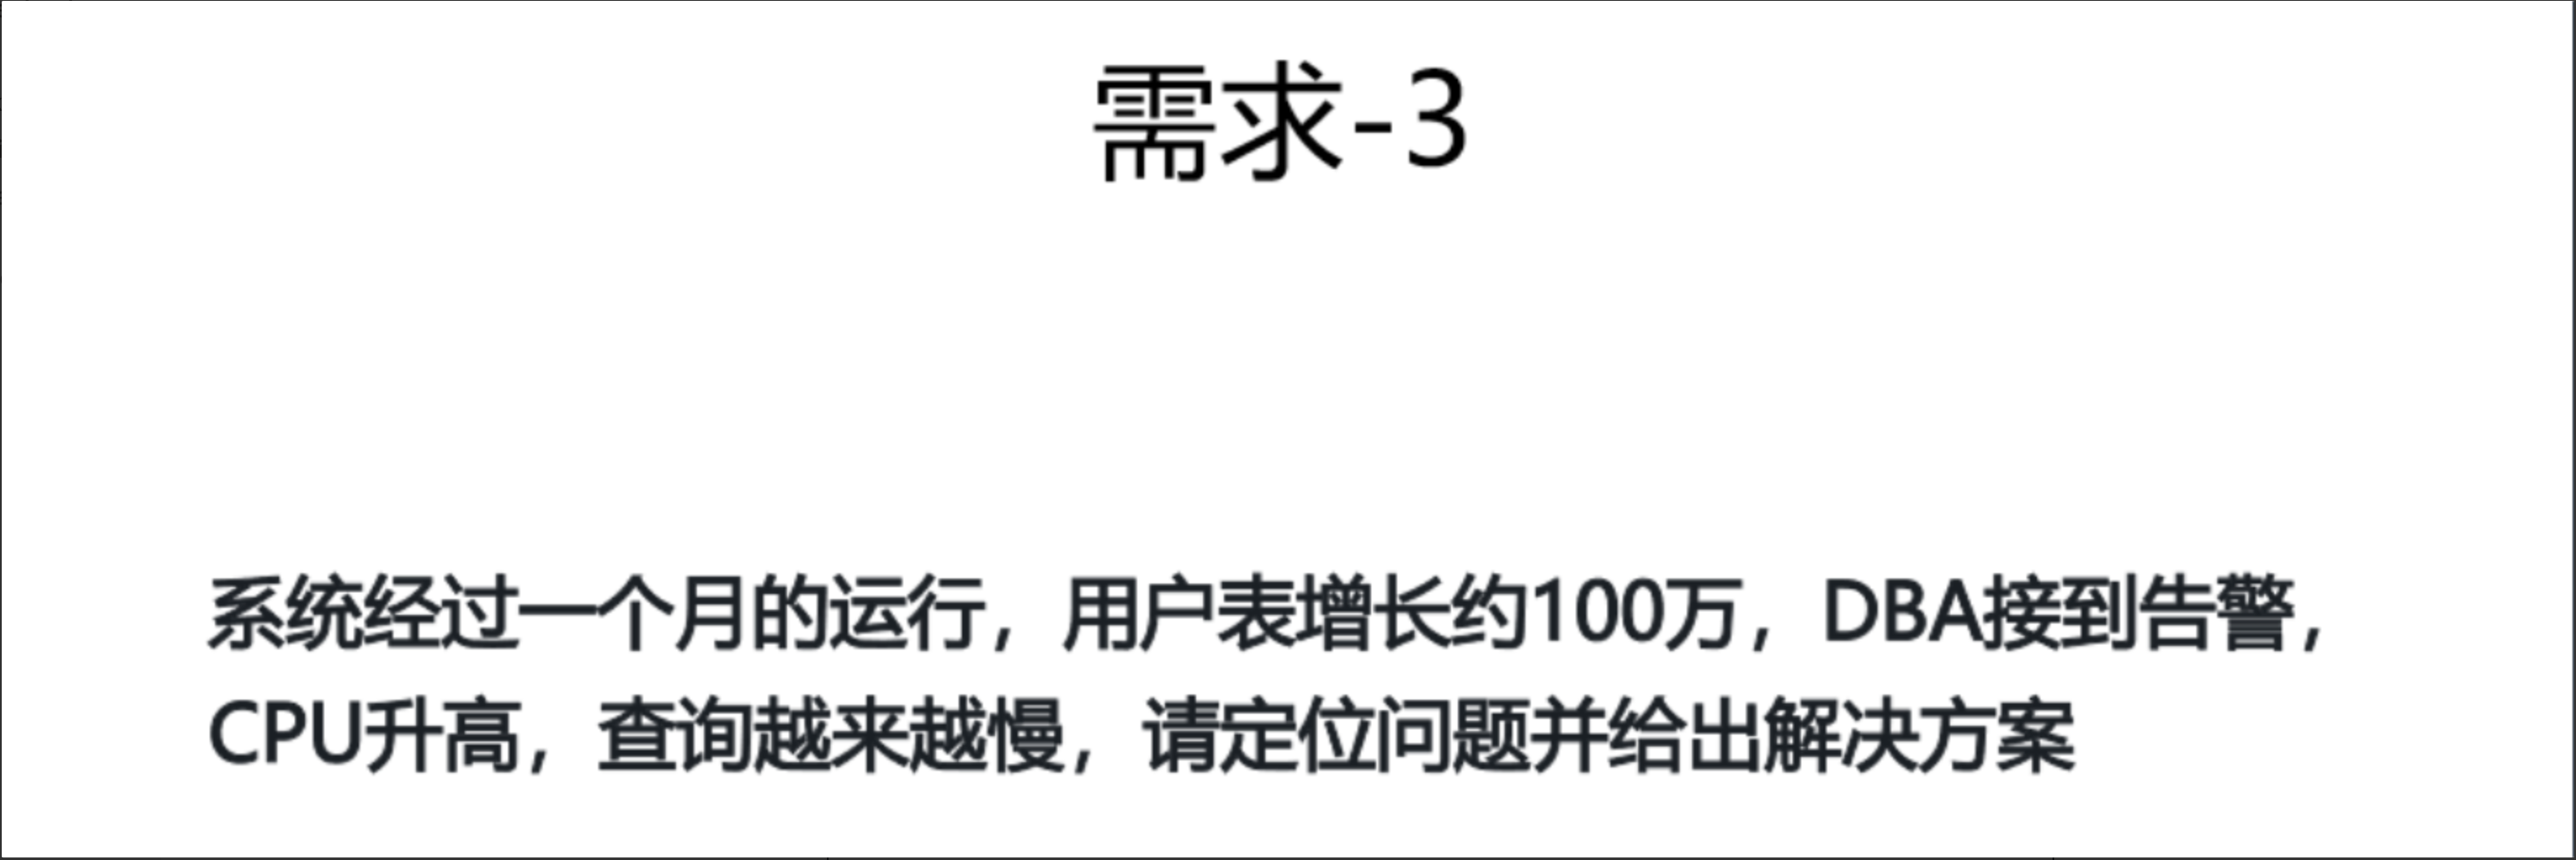 需求-3
系统经过一个月的运行，用户表增长约100万，DBA接到告警，
CPU升高，查询越来越慢，请定位问题并给出解决方案